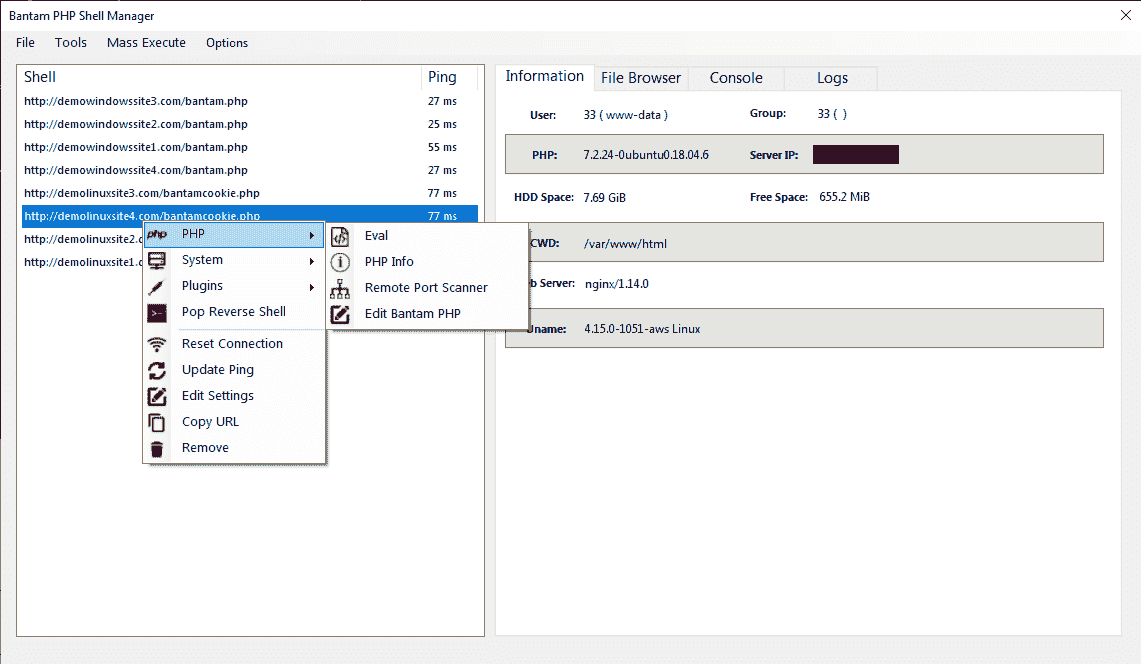 Bantam PHP Shell Manager
File Tools Mass Execute Options
Shell Ping
http://demowindowssite3.com/bantam.php 27 ms
http://demowindowssite2.com/bantam.php 25 ms
http://demowindowssite1.com/bantam.php 55 ms
http://demowindowssite4.com/bantam.php 27 ms
http://demolinuxsite3.com/bantamcookie.php 77 ms
http://demolinuxsite4.com/bantamcookie.php 77 ms
http://demolinuxsite2.c
http://demolinuxsite1.c
php PHP
System
Plugins
Pop Reverse Shell
Reset Connection
Update Ping
Edit Settings
Copy URL
Remove
Eval
PHP Info
Remote Port Scanner
Edit Bantam PHP
Information File Browser Console Logs
User: 33 ( www-data ) Group: 33 ( )
PHP: 7.2.24-0ubuntu0.18.04.6 Server IP:
HDD Space: 7.69 GiB Free Space: 655.2 MiB
CWD: /var/www/html
b Server: nginx/1.14.0
Uname: 4.15.0-1051-aws Linux